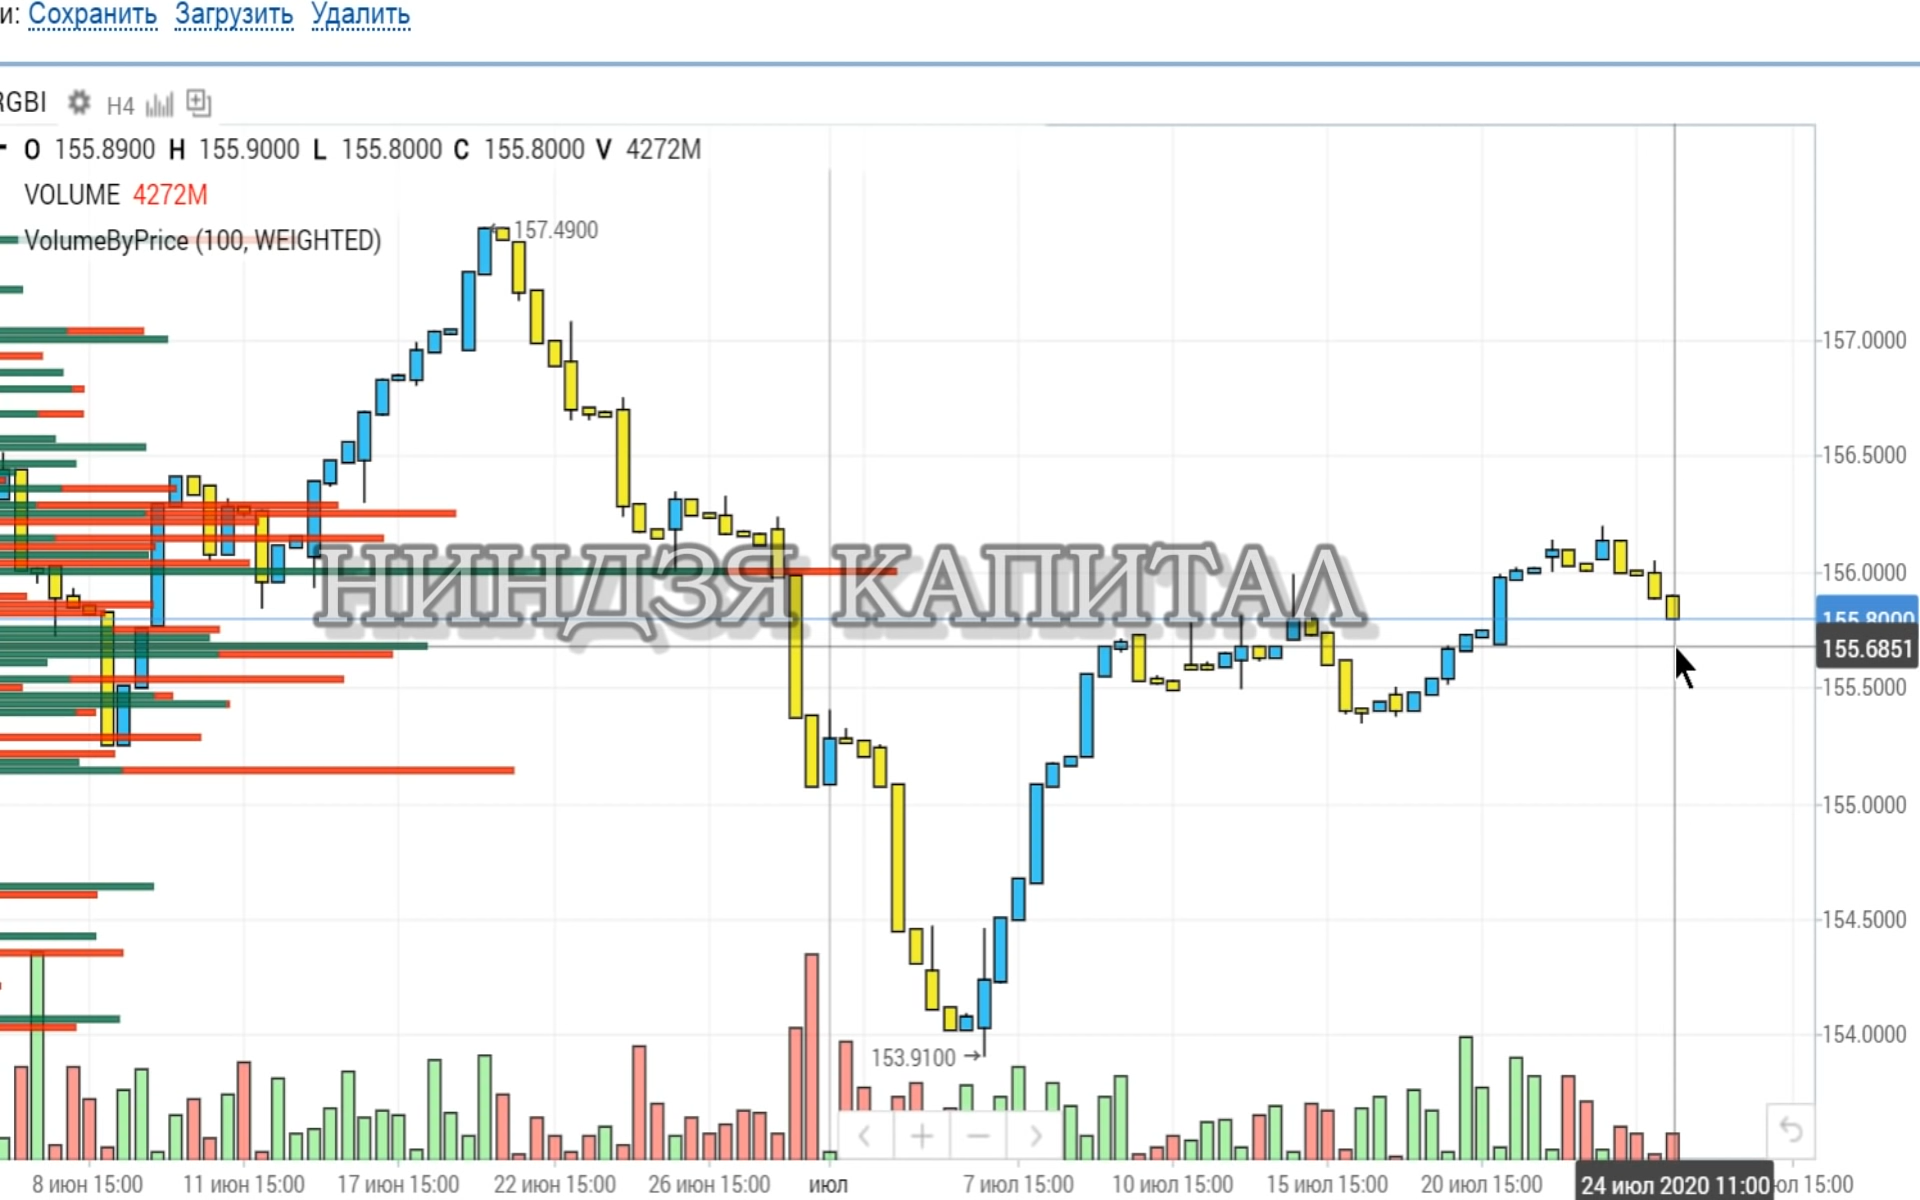 и: Сохранить Загрузить Удалить
RGBI H4
O 155.8900 H 155.9000 L 155.8000 C 155.8000 V 4272M
VOLUME 4272M
VolumeByPrice (100, WEIGHTED)
157.4900
157.0000
156.5000
НИНДЗЯ КАПИТАЛ
156.0000
155.8000
155.6851
155.5000
155.0000
154.5000
154.0000
153.9100
8 июн 15:00 11 июн 15:00 17 июн 15:00 22 июн 15:00 26 июн 15:00 июл 7 июл 15:00 10 июл 15:00 15 июл 15:00 20 июл 15:00 24 июл 2020 11:00 юл 15:00